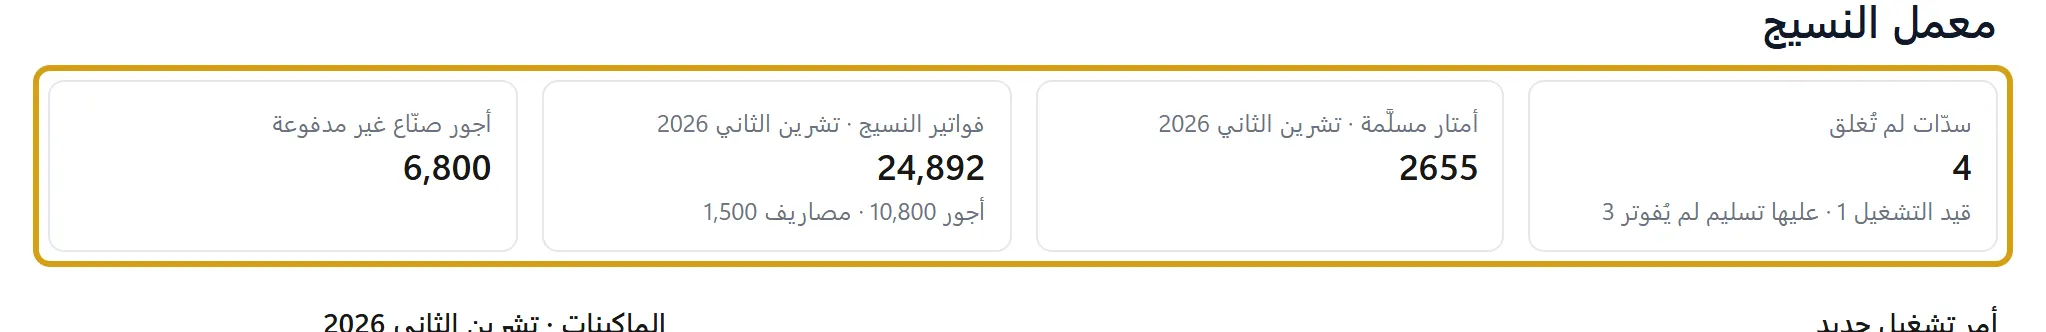 معمل النسيج
سدّات لم تُغلق
4
قيد التشغيل 1 · عليها تسليم لم يُفوتر 3
أمتار مسلَّمة · تشرين الثاني 2026
2655
فواتير النسيج · تشرين الثاني 2026
24,892
أجور 10,800 · مصاريف 1,500
أجور صنّاع غير مدفوعة
6,800
أمر تشغيل جديد
الماكينات · تشرين الثاني 2026